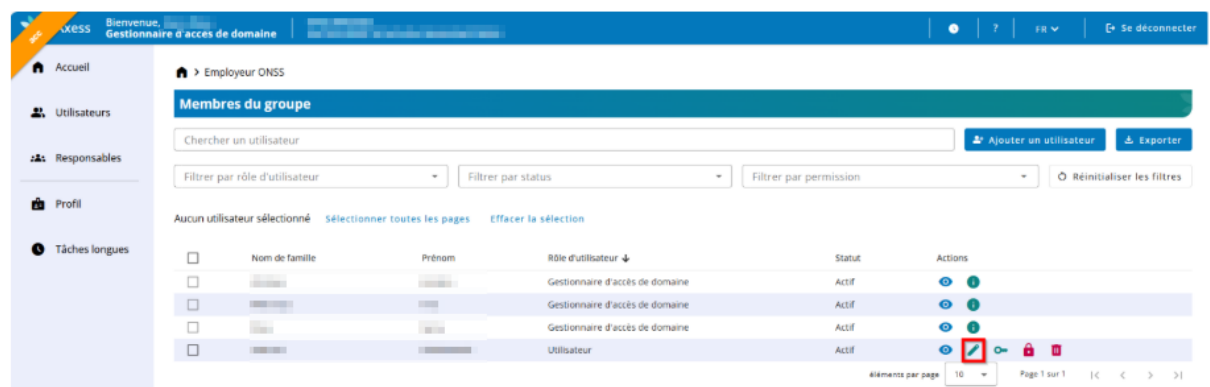 acc
Axess
Bienvenue,
Gestionnaire d'accès de domaine
?
FR
Se déconnecter
Accueil
Utilisateurs
Responsables
Profil
Tâches longues
> Employeur ONSS
Membres du groupe
Chercher un utilisateur
Ajouter un utilisateur
Exporter
Filtrer par rôle d'utilisateur
Filtrer par status
Filtrer par permission
Réinitialiser les filtres
Aucun utilisateur sélectionné Sélectionner toutes les pages Effacer la sélection
Nom de famille Prénom Rôle d'utilisateur Statut Actions
Gestionnaire d'accès de domaine Actif
Gestionnaire d'accès de domaine Actif
Gestionnaire d'accès de domaine Actif
Utilisateur Actif
éléments par page 10 Page 1 sur 1 |< < > >|